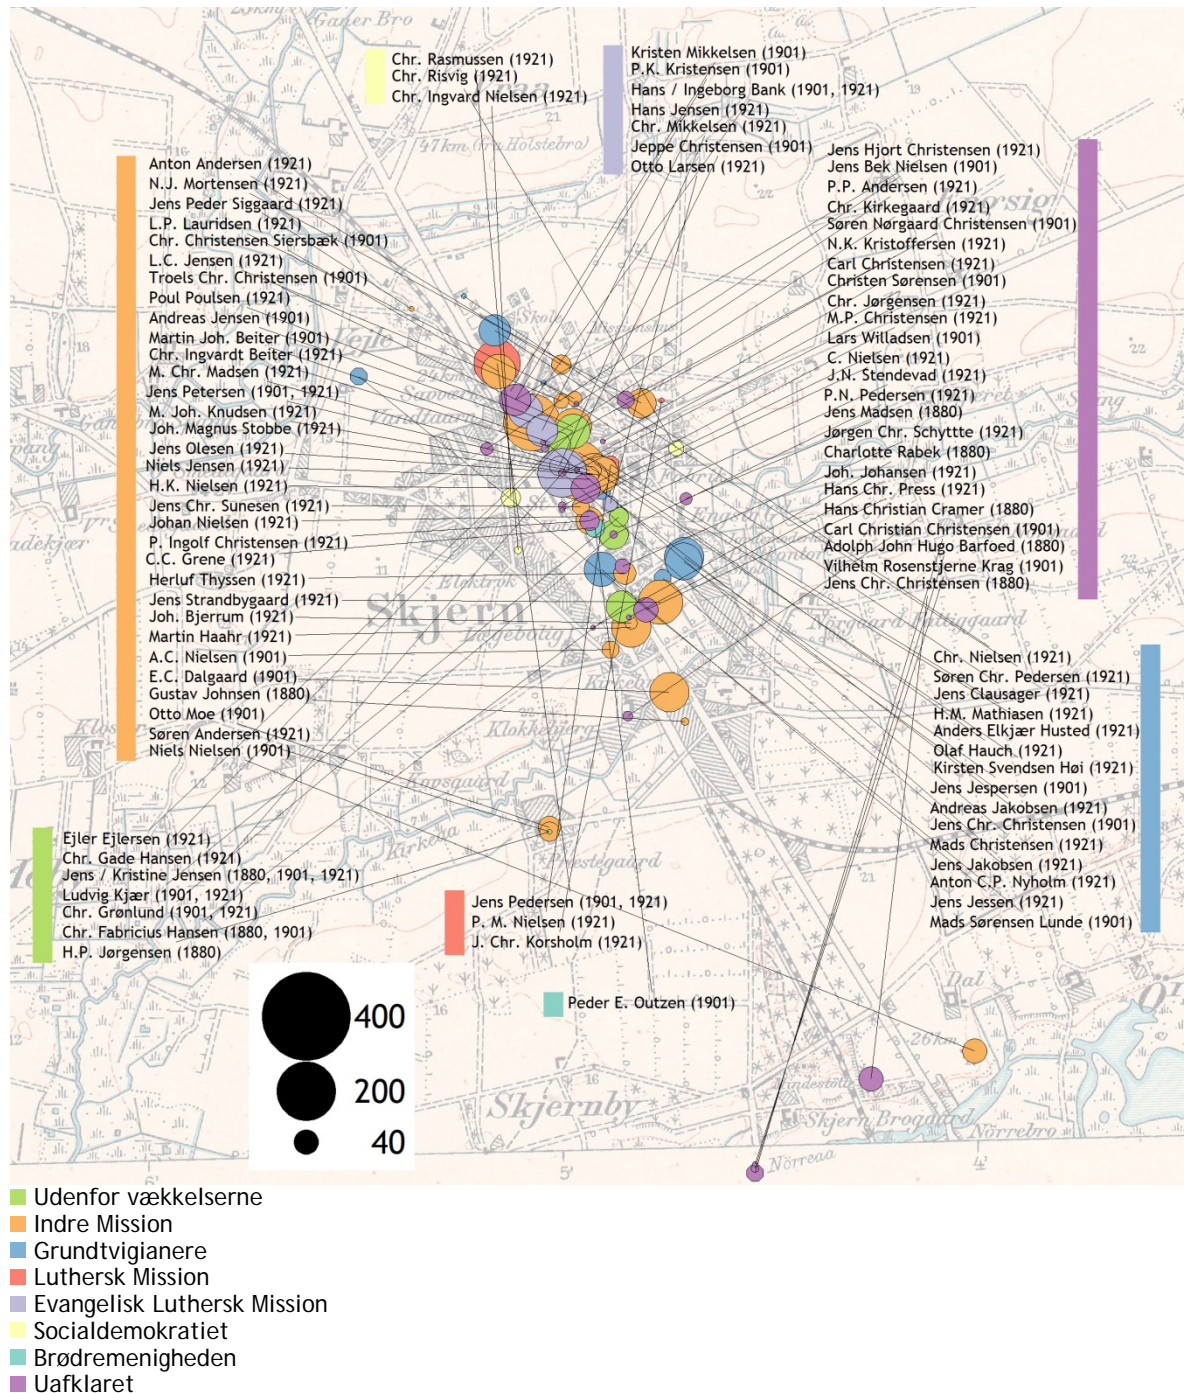 Chr. Rasmussen (1921)
Chr. Risvig (1921)
Chr. Ingvard Nielsen (1921)
Kristen Mikkelsen (1901)
P.K. Kristensen (1901)
Hans / Ingeborg Bank (1901, 1921)
Hans Jensen (1921)
Chr. Mikkelsen (1921)
Jeppe Christensen (1901)
Otto Larsen (1921)
Anton Andersen (1921)
N.J. Mortensen (1921)
Jens Peder Siggaard (1921)
L.P. Lauridsen (1921)
Chr. Christensen Siersbæk (1901)
L.C. Jensen (1921)
Troels Chr. Christensen (1901)
Poul Poulsen (1921)
Andreas Jensen (1901)
Martin Joh. Beiter (1901)
Chr. Ingvardt Beiter (1921)
M. Chr. Madsen (1921)
Jens Petersen (1901, 1921)
M. Joh. Knudsen (1921)
Joh. Magnus Stobbe (1921)
Jens Olesen (1921)
Niels Jensen (1921)
H.K. Nielsen (1921)
Jens Chr. Sunesen (1921)
Johan Nielsen (1921)
P. Ingolf Christensen (1921)
C.C. Grene (1921)
Herluf Thyssen (1921)
Jens Strandbygaard (1921)
Joh. Bjerrum (1921)
Martin Haahr (1921)
A.C. Nielsen (1901)
E.C. Dalgaard (1901)
Gustav Johnsen (1880)
Otto Moe (1901)
Søren Andersen (1921)
Niels Nielsen (1901)
Jens Hjort Christensen (1921)
Jens Bek Nielsen (1901)
P.P. Andersen (1921)
Chr. Kirkegaard (1921)
Søren Nørgaard Christensen (1901)
N.K. Kristoffersen (1921)
Carl Christensen (1921)
Christen Sørensen (1901)
Chr. Jørgensen (1921)
M.P. Christensen (1921)
Lars Willadsen (1901)
C. Nielsen (1921)
J.N. Stendevad (1921)
P.N. Pedersen (1921)
Jens Madsen (1880)
Jørgen Chr. Schyttte (1921)
Charlotte Rabek (1880)
Joh. Johansen (1921)
Hans Chr. Press (1921)
Hans Christian Cramer (1880)
Carl Christian Christensen (1901)
Adolph John Hugo Barfoed (1880)
Vilhelm Rosenstjerne Krag (1901)
Jens Chr. Christensen (1880)
Chr. Nielsen (1921)
Søren Chr. Pedersen (1921)
Jens Clausager (1921)
H.M. Mathiasen (1921)
Anders Elkjær Husted (1921)
Olaf Hauch (1921)
Kirsten Svendsen Høi (1921)
Jens Jespersen (1901)
Andreas Jakobsen (1921)
Jens Chr. Christensen (1901)
Mads Christensen (1921)
Jens Jakobsen (1921)
Anton C.P. Nyholm (1921)
Jens Jessen (1921)
Mads Sørensen Lunde (1901)
Ejler Ejlersen (1921)
Chr. Gade Hansen (1921)
Jens / Kristine Jensen (1880, 1901, 1921)
Ludvig Kjær (1901, 1921)
Chr. Grønlund (1901, 1921)
Chr. Fabricius Hansen (1880, 1901)
H.P. Jørgensen (1880)
Jens Pedersen (1901, 1921)
P. M. Nielsen (1921)
J. Chr. Korsholm (1921)
Peder E. Outzen (1901)
400
200
40
Ganer Bro
Skole
Elektrok
Skjern
Lægebolig
Klokkebjerg
Kirkeaa
Præstegaard
Dal
Skjernby
Skjern Brogaard
Nörrebro
Nörreaa
6'
5'
4'
Udenfor vækkelserne
Indre Mission
Grundtvigianere
Luthersk Mission
Evangelisk Luthersk Mission
Socialdemokratiet
Brødremenigheden
Uafklaret